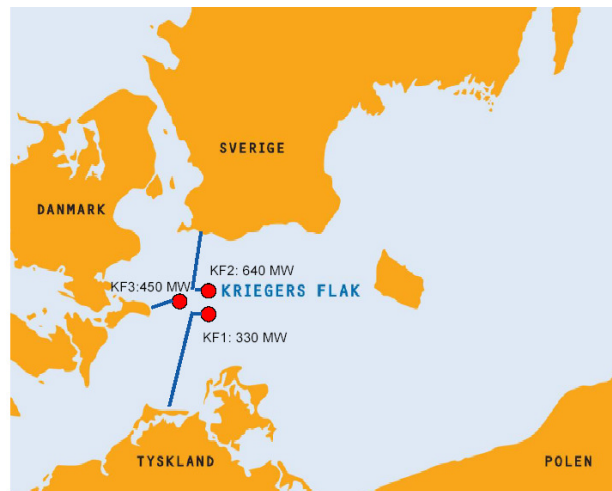 SVERIGE
DANMARK
KF2: 640 MW
KF3:450 MW
KRIEGERS FLAK
KF1: 330 MW
TYSKLAND
POLEN